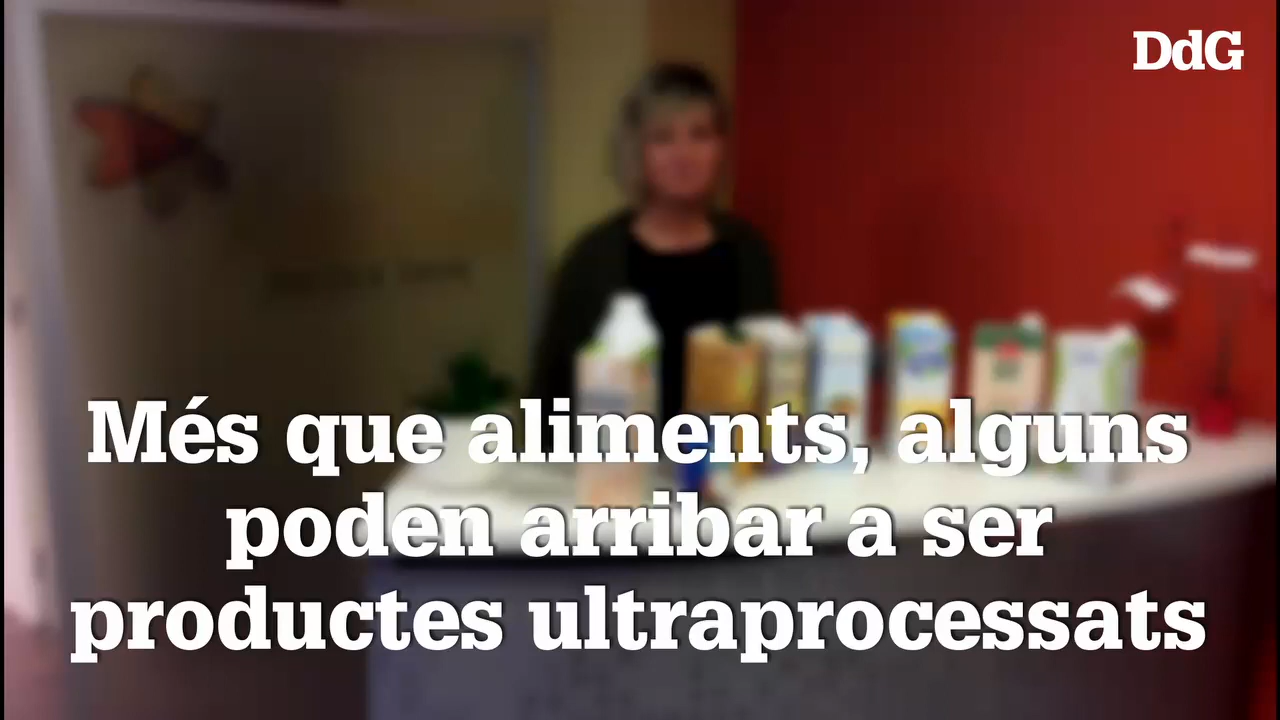 DdG
Més que aliments, alguns
poden arribar a ser
productes ultraprocessats